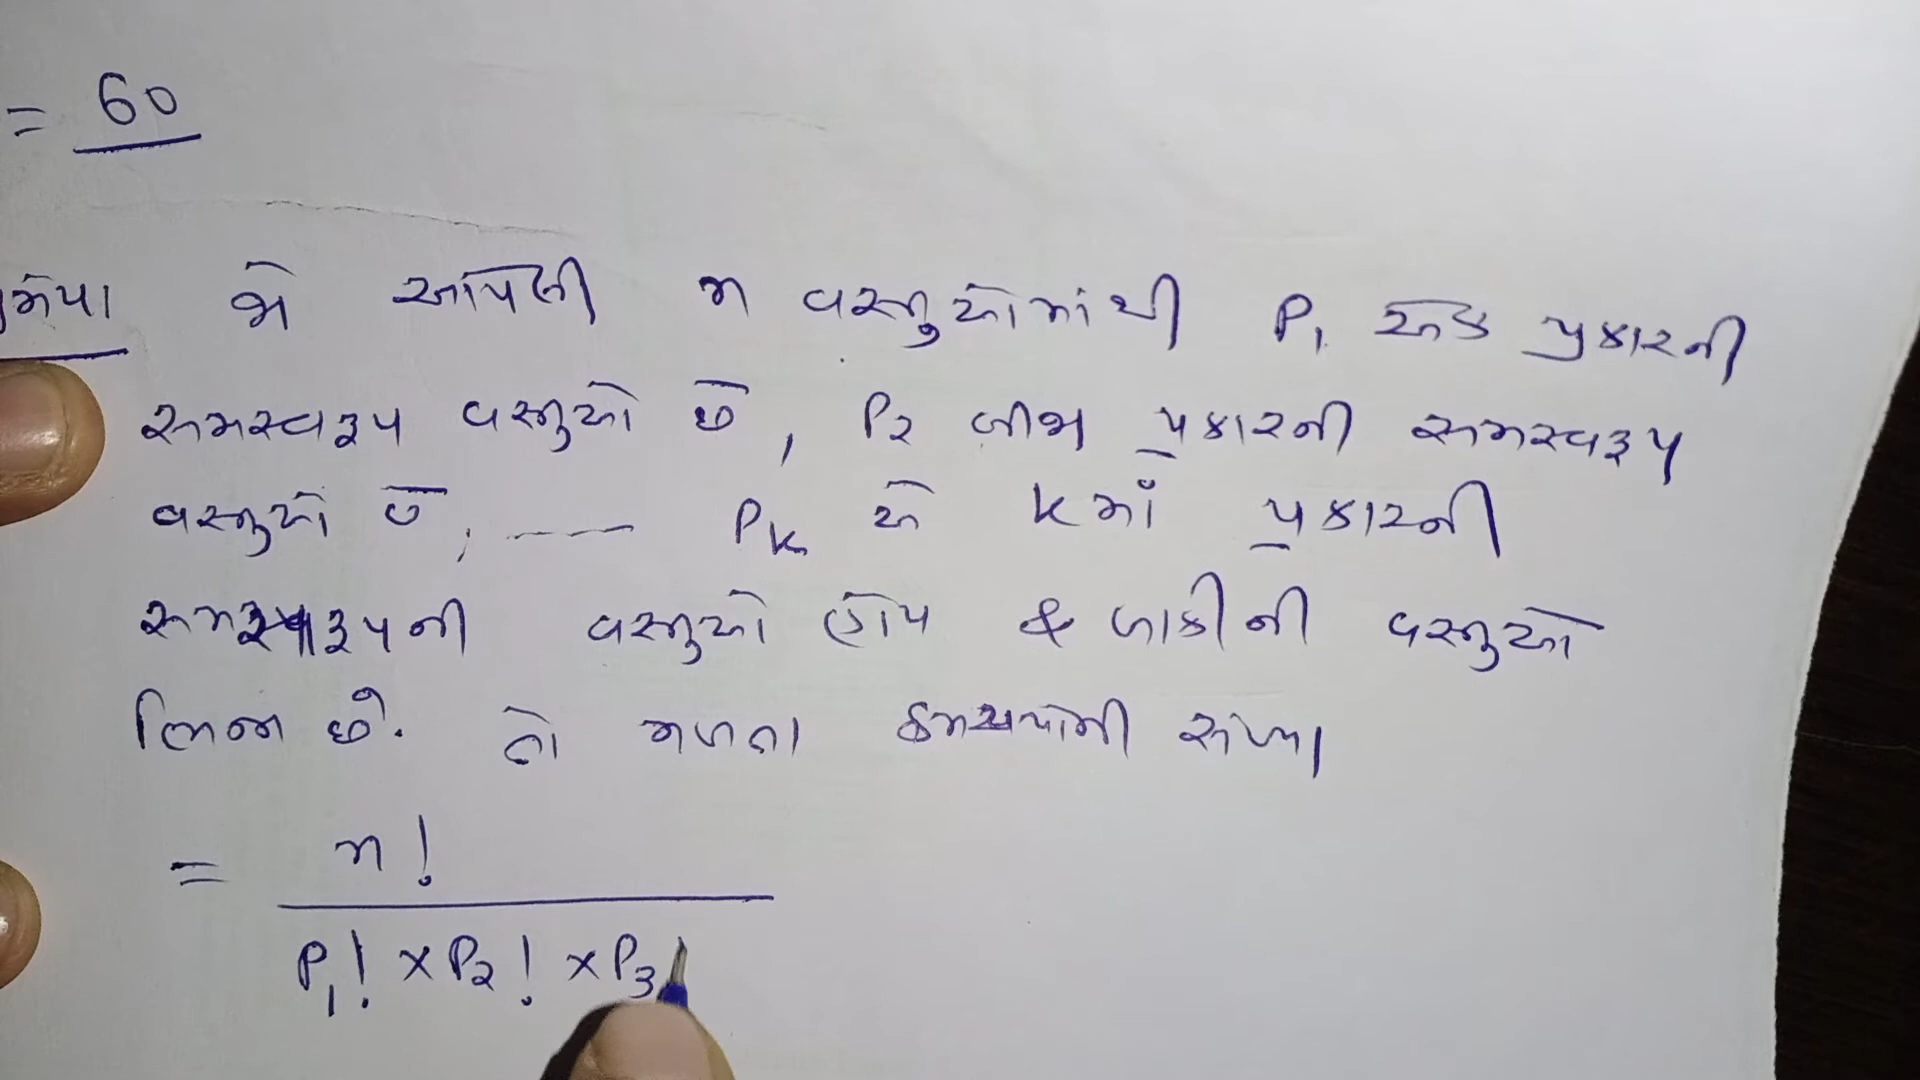 = 60
જો આપેલી n વસ્તુઓમાંથી P₁ એક પ્રકારની
સમસ્વરૂપ વસ્તુઓ છે, P₂ બીજા પ્રકારની સમસ્વરૂપ
વસ્તુઓ છે, --- Pₖ એ K માં પ્રકારની
સમસ્વરૂપની વસ્તુઓ હોય & બાકીની વસ્તુઓ
ભિન્ન છે. તો મળતા ક્રમચયોની સંખ્યા
= n!
P₁! × P₂! × P₃